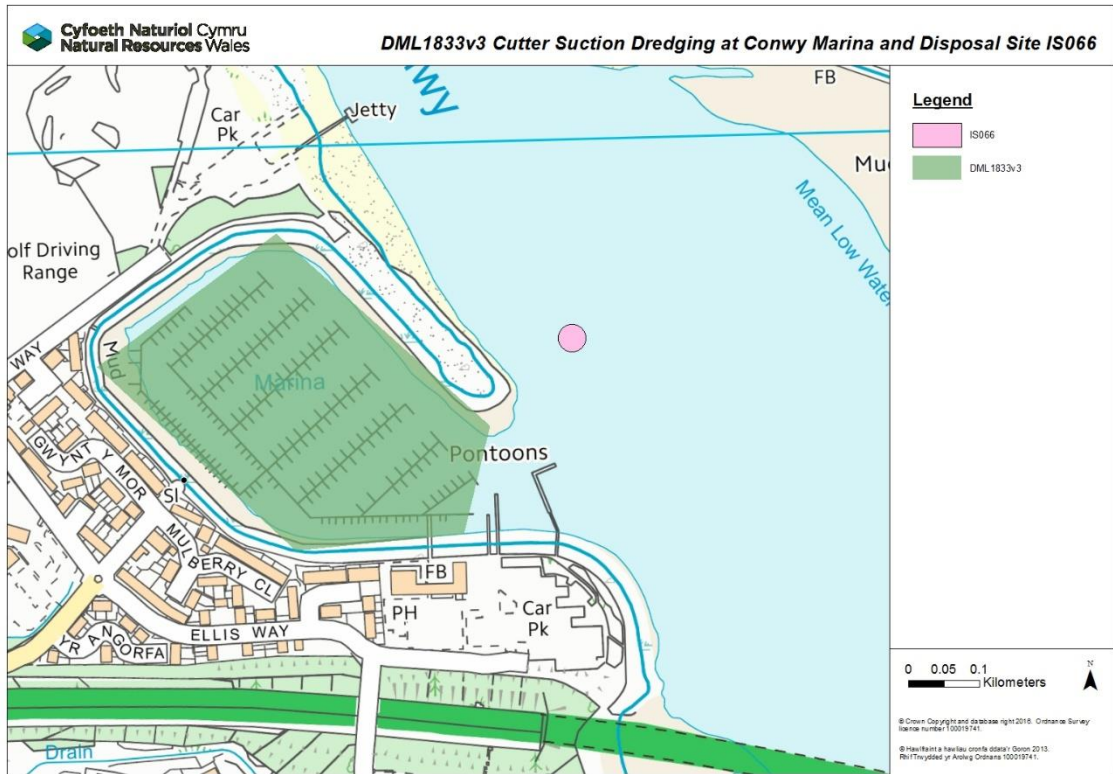 Cyfoeth Naturiol Cymru
Natural Resources Wales
DML1833v3 Cutter Suction Dredging at Conwy Marina and Disposal Site IS066
wy
FB
Car
Pk
Jetty
Legend
IS066
DML1833v3
Mud
Mean Low Water
olf Driving
Range
WAY
Mud
Marina
Pontoons
GWYNT Y MOR
Sl
MULBERRY CL
FB
PH
Car
Pk
ELLIS WAY
YR ANGORFA
Drain
0 0.05 0.1
Kilometers
N
© Crown Copyright and database right 2016. Ordnance Survey
licence number 100019741.
© Hawlfraint a hawliau cronfa ddata'r Goron 2013.
Rhif Trwydded yr Arolwg Ordnans 100019741.